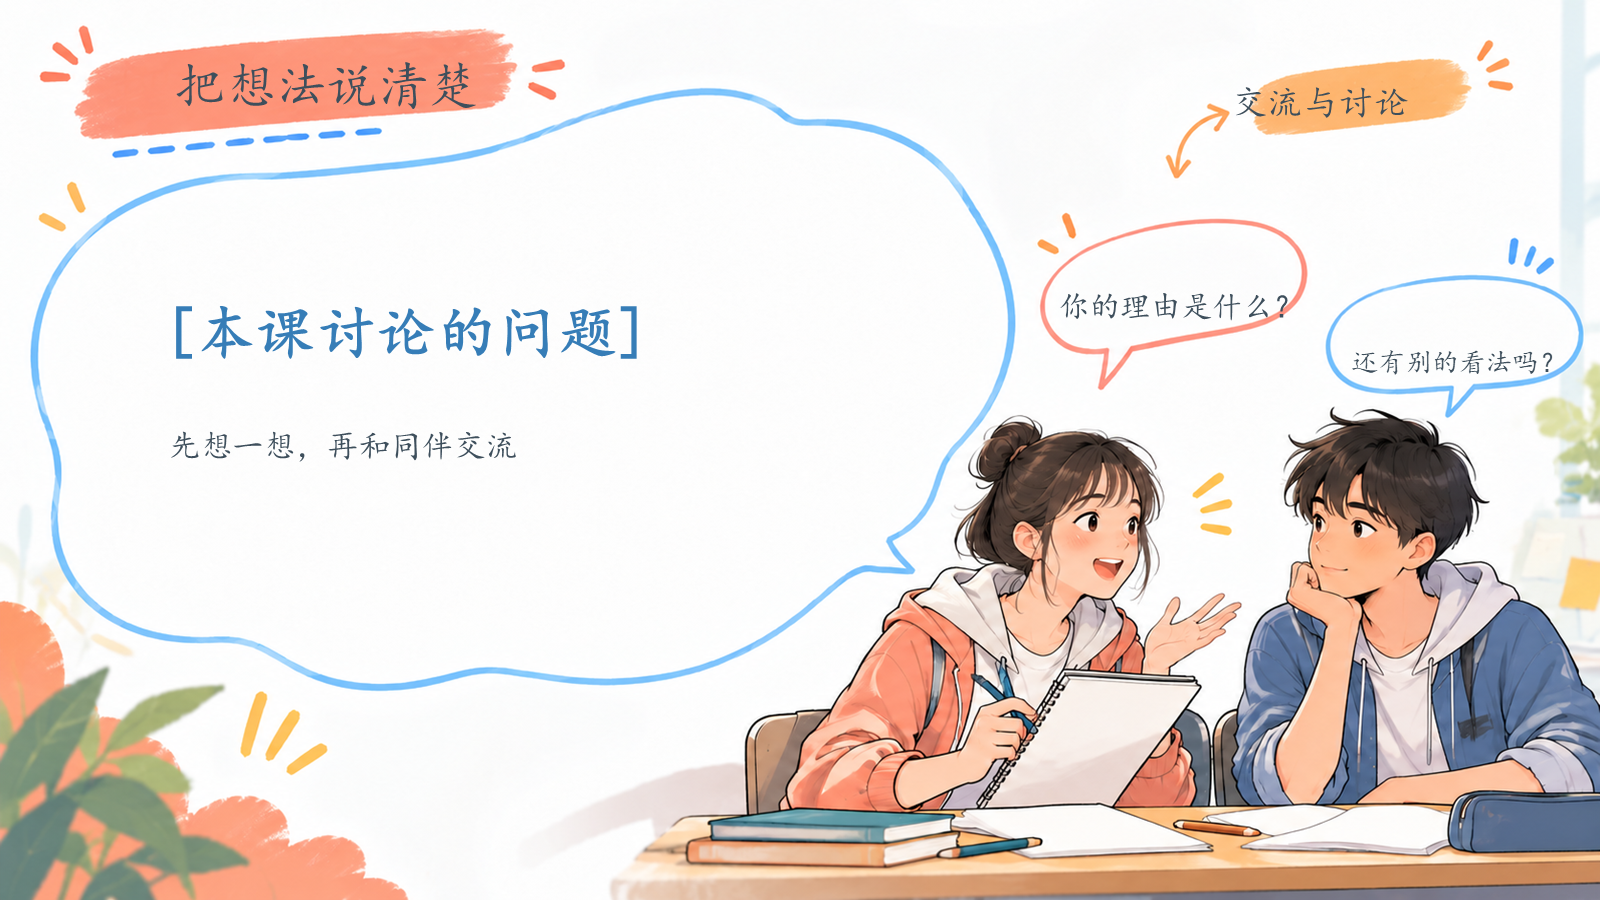 把想法说清楚
交流与讨论
你的理由是什么?
还有别的看法吗?
[本课讨论的问题]
先想一想，再和同伴交流